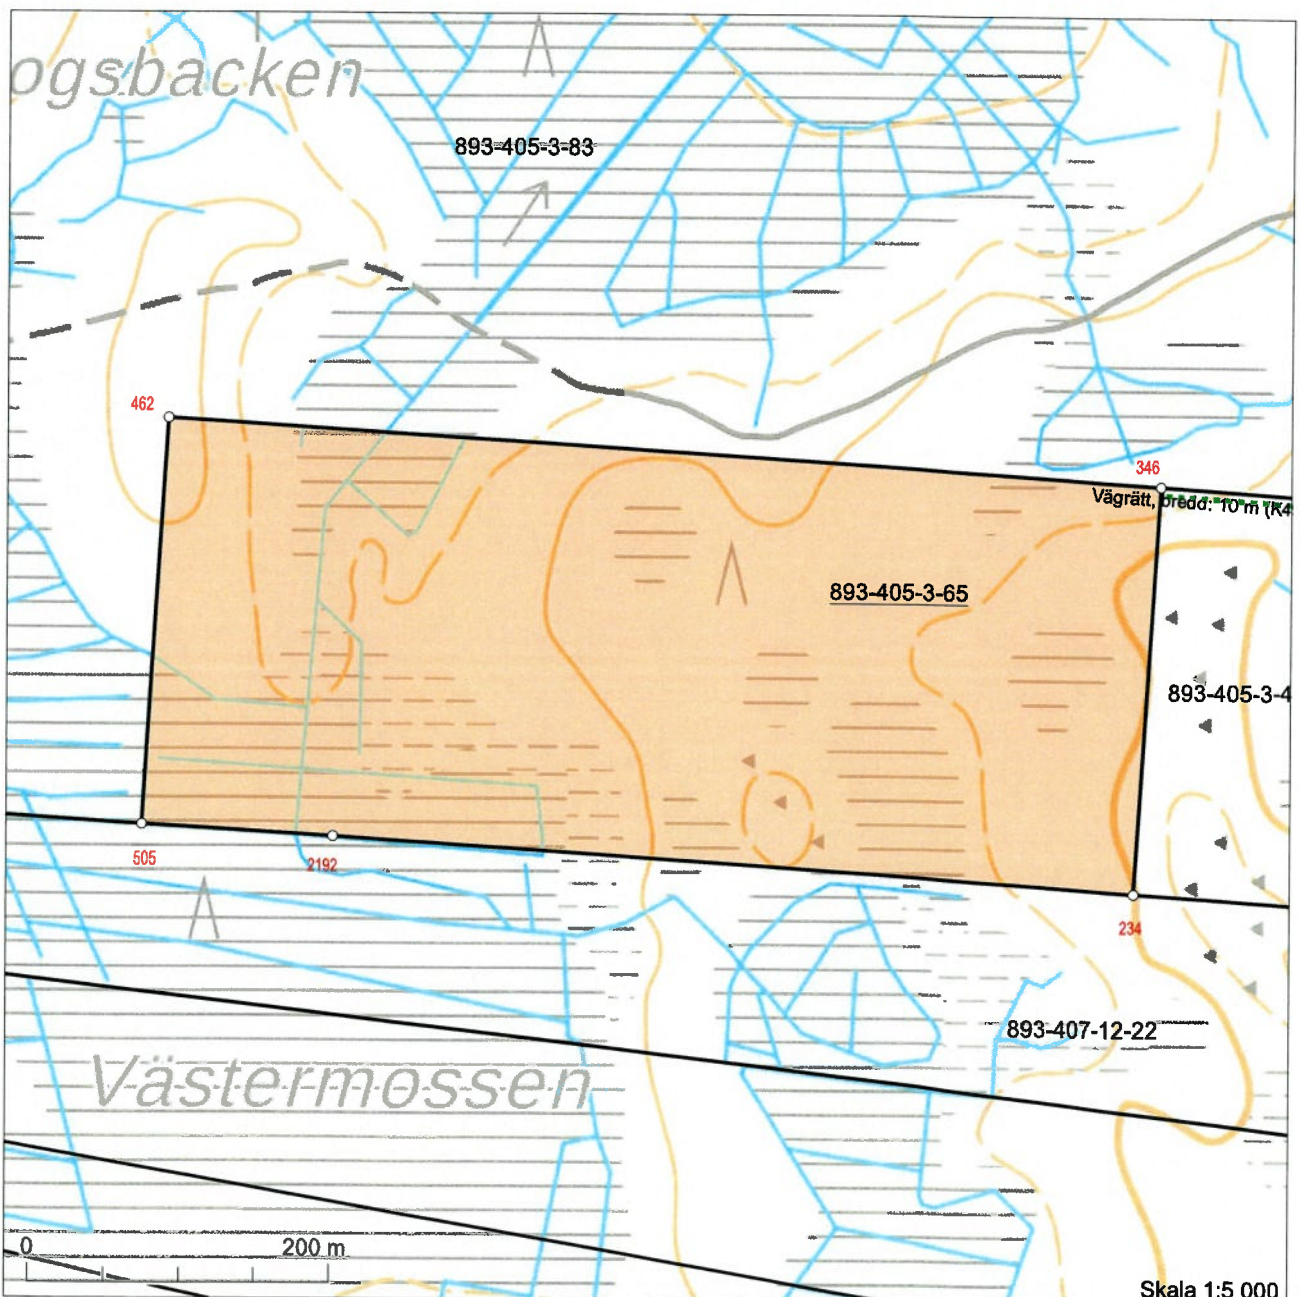 ogsbacken
893-405-3-83
462
346
Vägrätt, bredd: 10 m (K4
893-405-3-65
893-405-3-4
505
2192
234
893-407-12-22
Västermossen
0 200 m
Skala 1:5 000